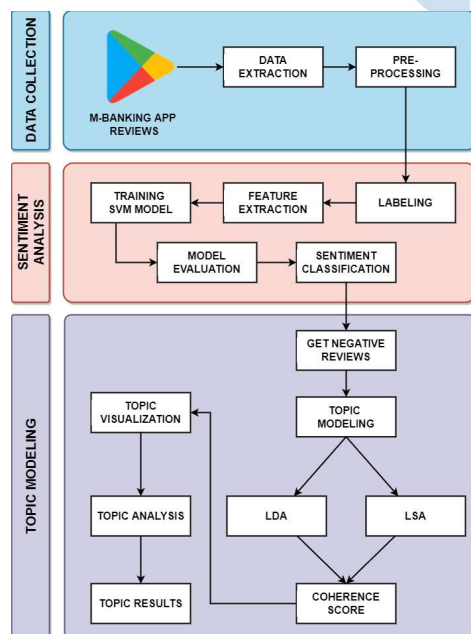 DATA COLLECTION
M-BANKING APP
REVIEWS
DATA
EXTRACTION
PRE-
PROCESSING
SENTIMENT
ANALYSIS
TRAINING
SVM MODEL
FEATURE
EXTRACTION
LABELING
MODEL
EVALUATION
SENTIMENT
CLASSIFICATION
TOPIC MODELING
GET NEGATIVE
REVIEWS
TOPIC
MODELING
LDA
LSA
COHERENCE
SCORE
TOPIC
VISUALIZATION
TOPIC ANALYSIS
TOPIC RESULTS